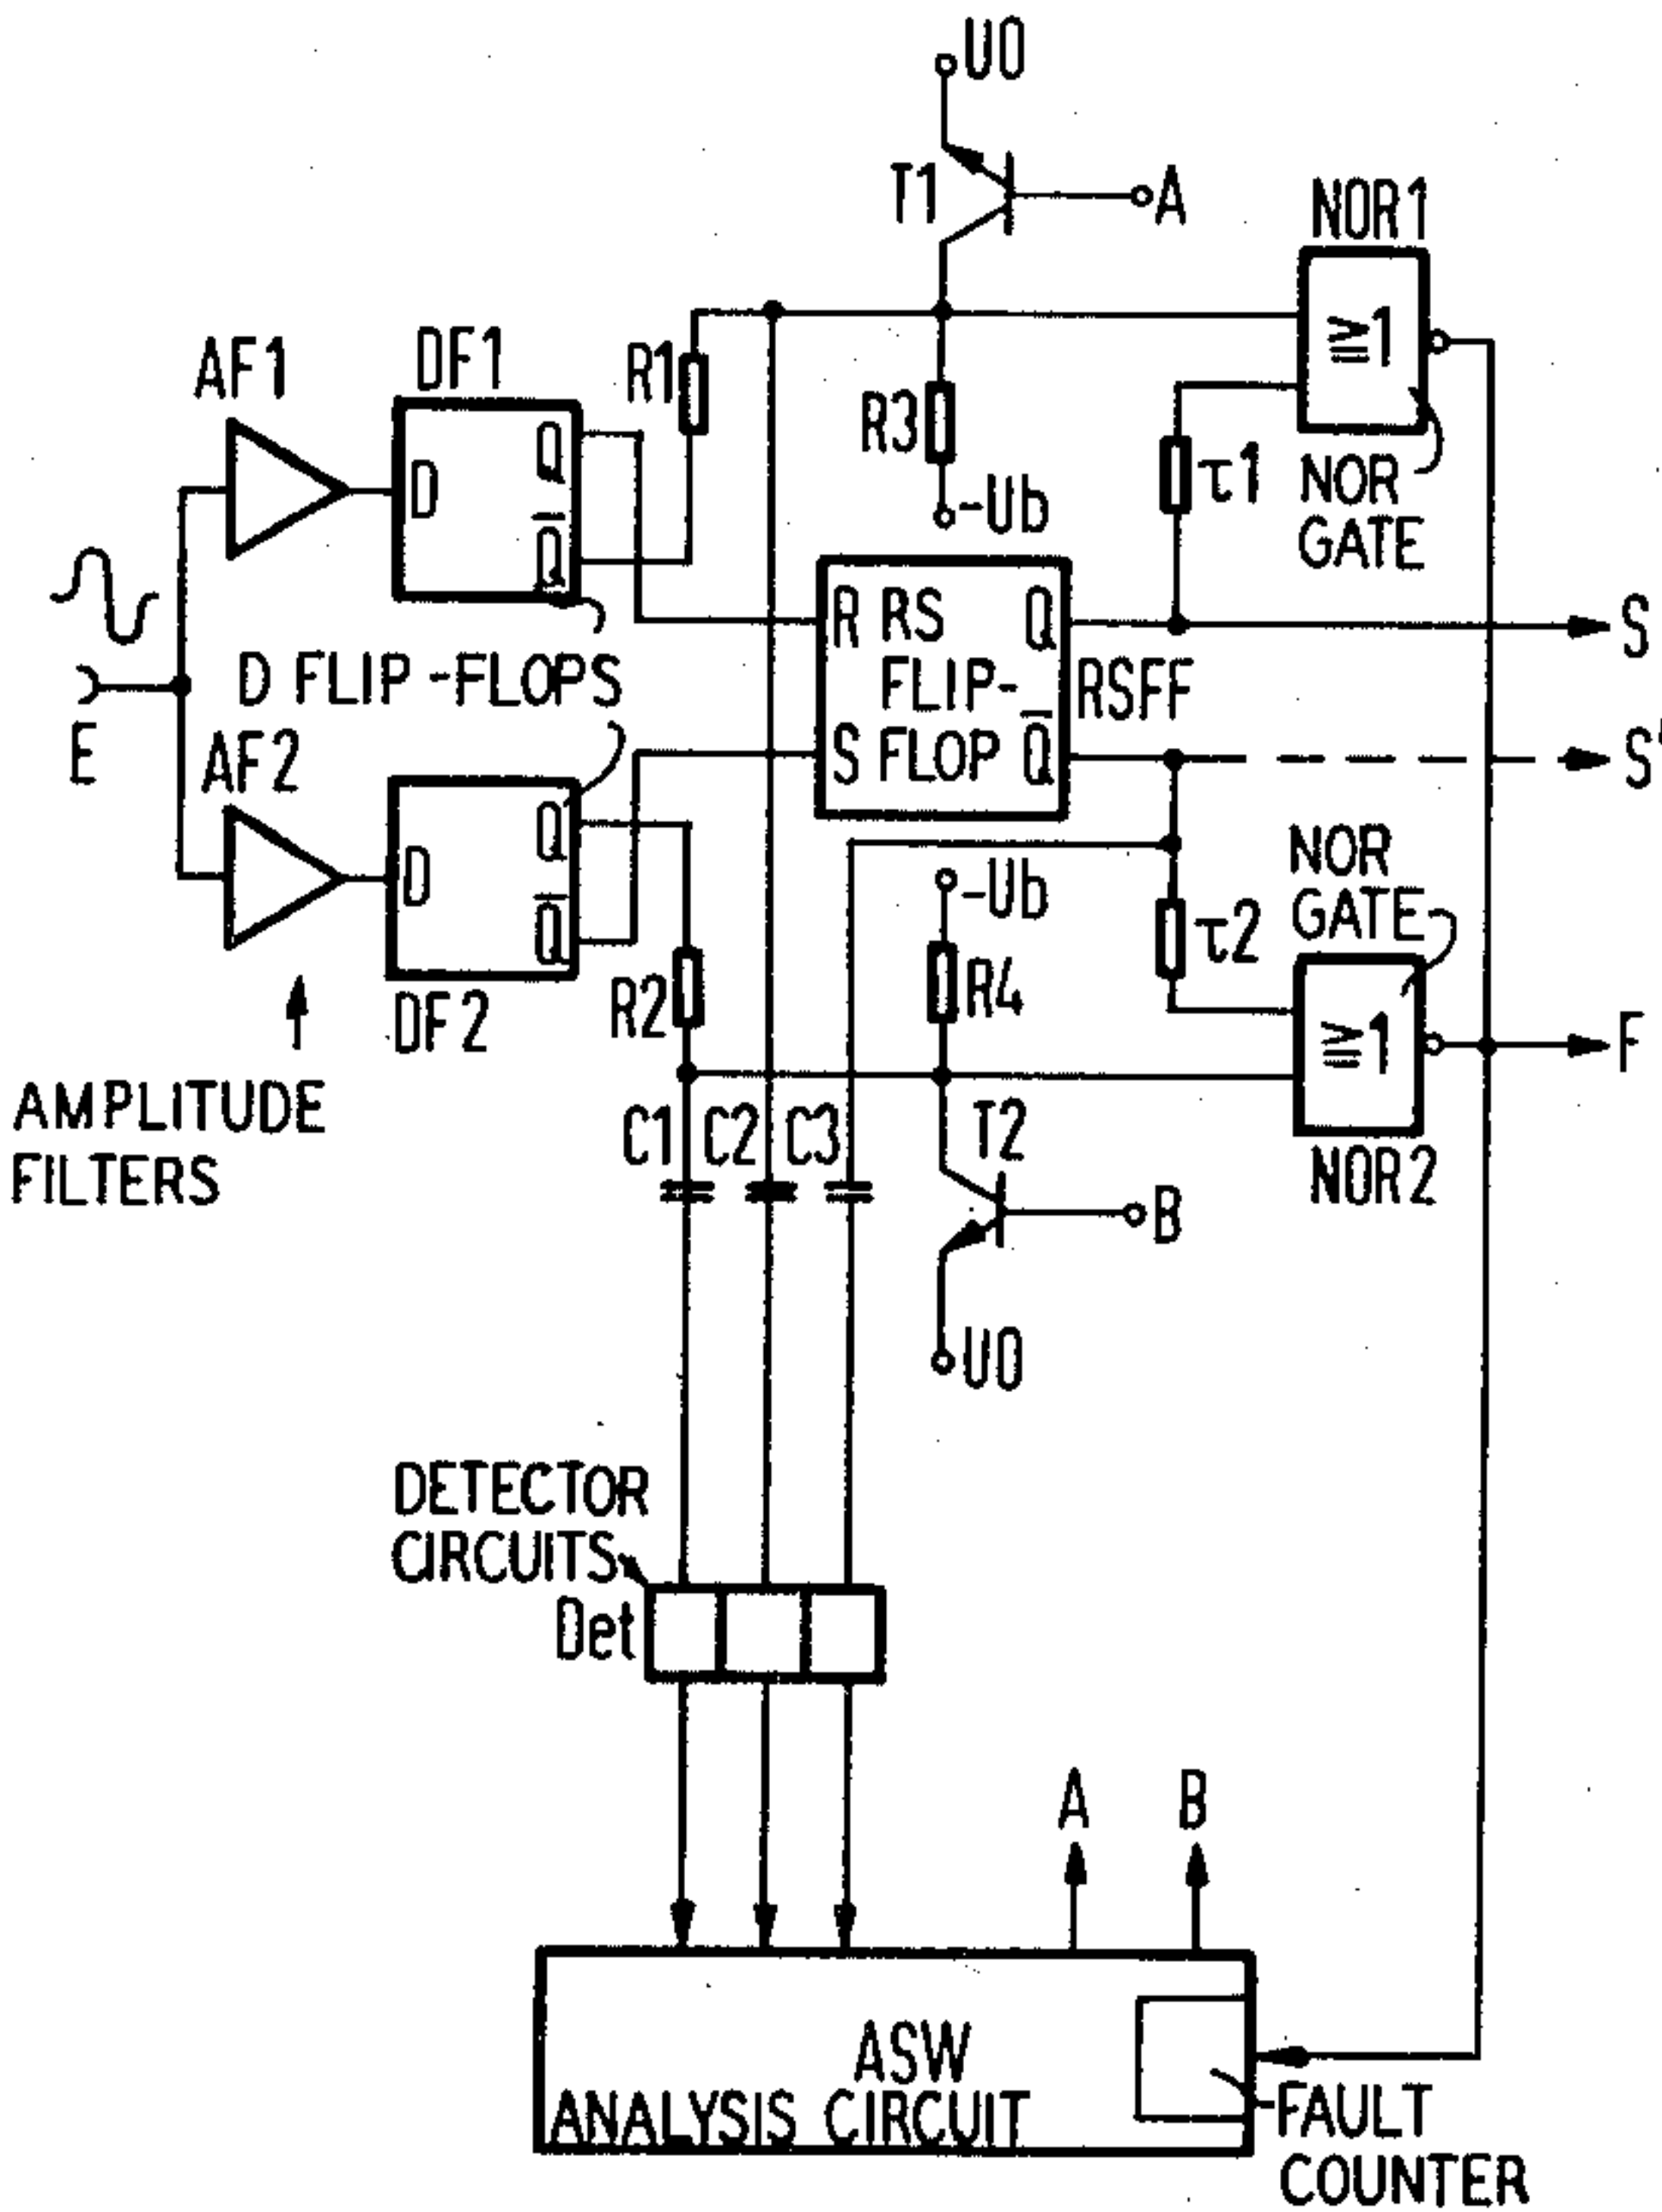 U0
T1
A
NOR1
≧1
AF1
DF1
R1
R3
-Ub
τ1
NOR
GATE
D
Q
Q̅
E
D FLIP-FLOPS
R RS Q
FLIP-
S FLOP Q̅
RSFF
S
S'
AF2
D
Q
Q̅
DF2
R2
-Ub
R4
τ2
NOR
GATE
≧1
NOR2
F
AMPLITUDE
FILTERS
C1 C2 C3
T2
B
U0
DETECTOR
CIRCUITS
Det
A B
ASW
ANALYSIS CIRCUIT
FAULT
COUNTER